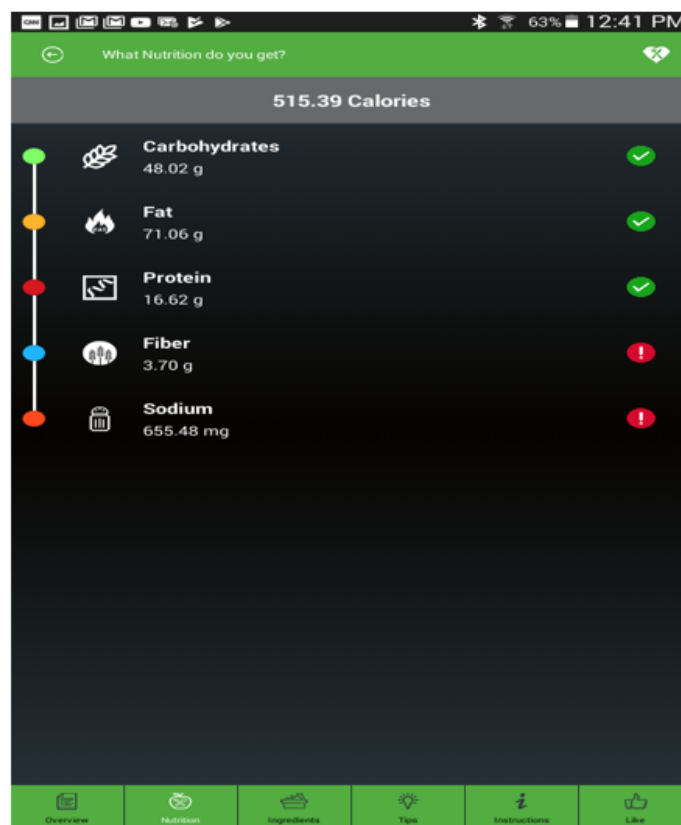 63% 12:41 PM
What Nutrition do you get?
515.39 Calories
Carbohydrates
48.02 g
Fat
71.06 g
Protein
16.62 g
Fiber
3.70 g
Sodium
655.48 mg
Overview Nutrition Ingredients Tips Instructions Like